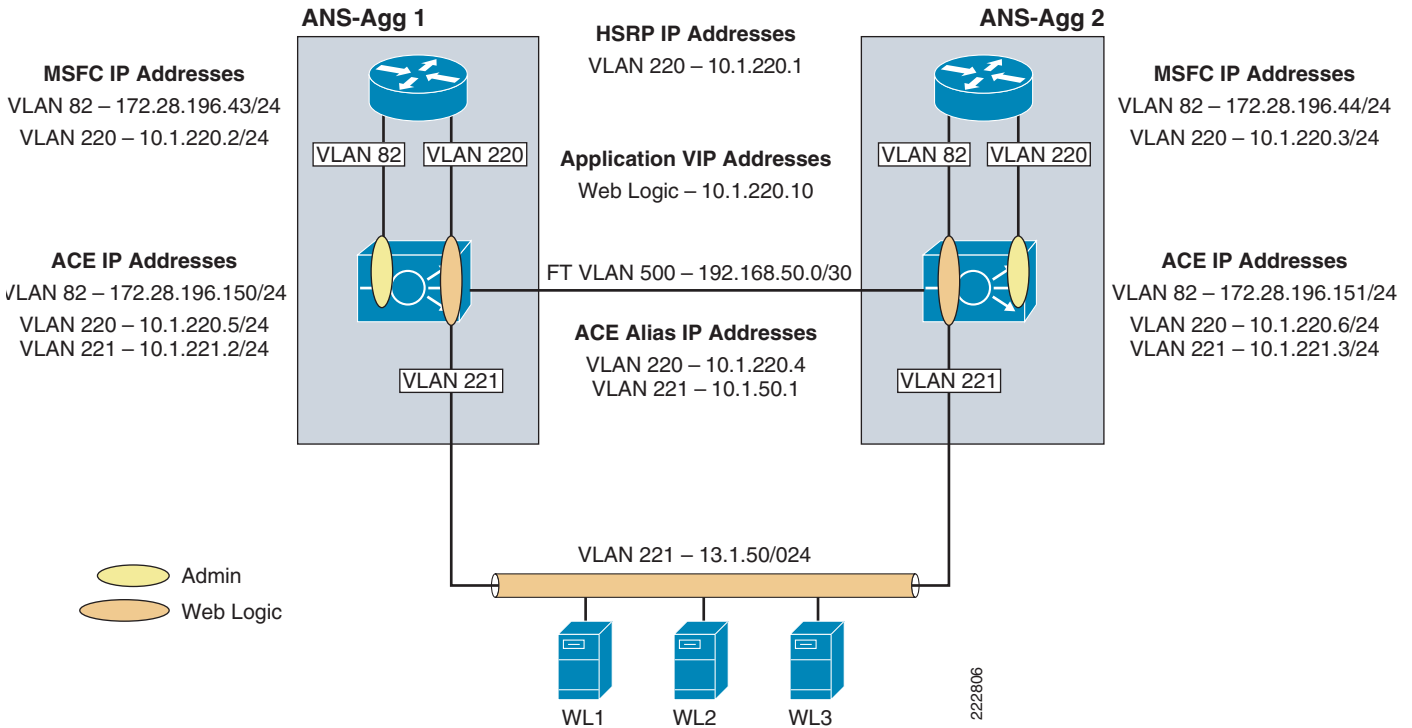 ANS-Agg 1
ANS-Agg 2
HSRP IP Addresses
VLAN 220 – 10.1.220.1
MSFC IP Addresses
VLAN 82 – 172.28.196.43/24
VLAN 220 – 10.1.220.2/24
MSFC IP Addresses
VLAN 82 – 172.28.196.44/24
VLAN 220 – 10.1.220.3/24
VLAN 82
VLAN 220
Application VIP Addresses
Web Logic – 10.1.220.10
VLAN 82
VLAN 220
ACE IP Addresses
VLAN 82 – 172.28.196.150/24
VLAN 220 – 10.1.220.5/24
VLAN 221 – 10.1.221.2/24
FT VLAN 500 – 192.168.50.0/30
ACE IP Addresses
VLAN 82 – 172.28.196.151/24
VLAN 220 – 10.1.220.6/24
VLAN 221 – 10.1.221.3/24
ACE Alias IP Addresses
VLAN 220 – 10.1.220.4
VLAN 221 – 10.1.50.1
VLAN 221
VLAN 221
VLAN 221 – 13.1.50/024
Admin
Web Logic
WL1
WL2
WL3
222806